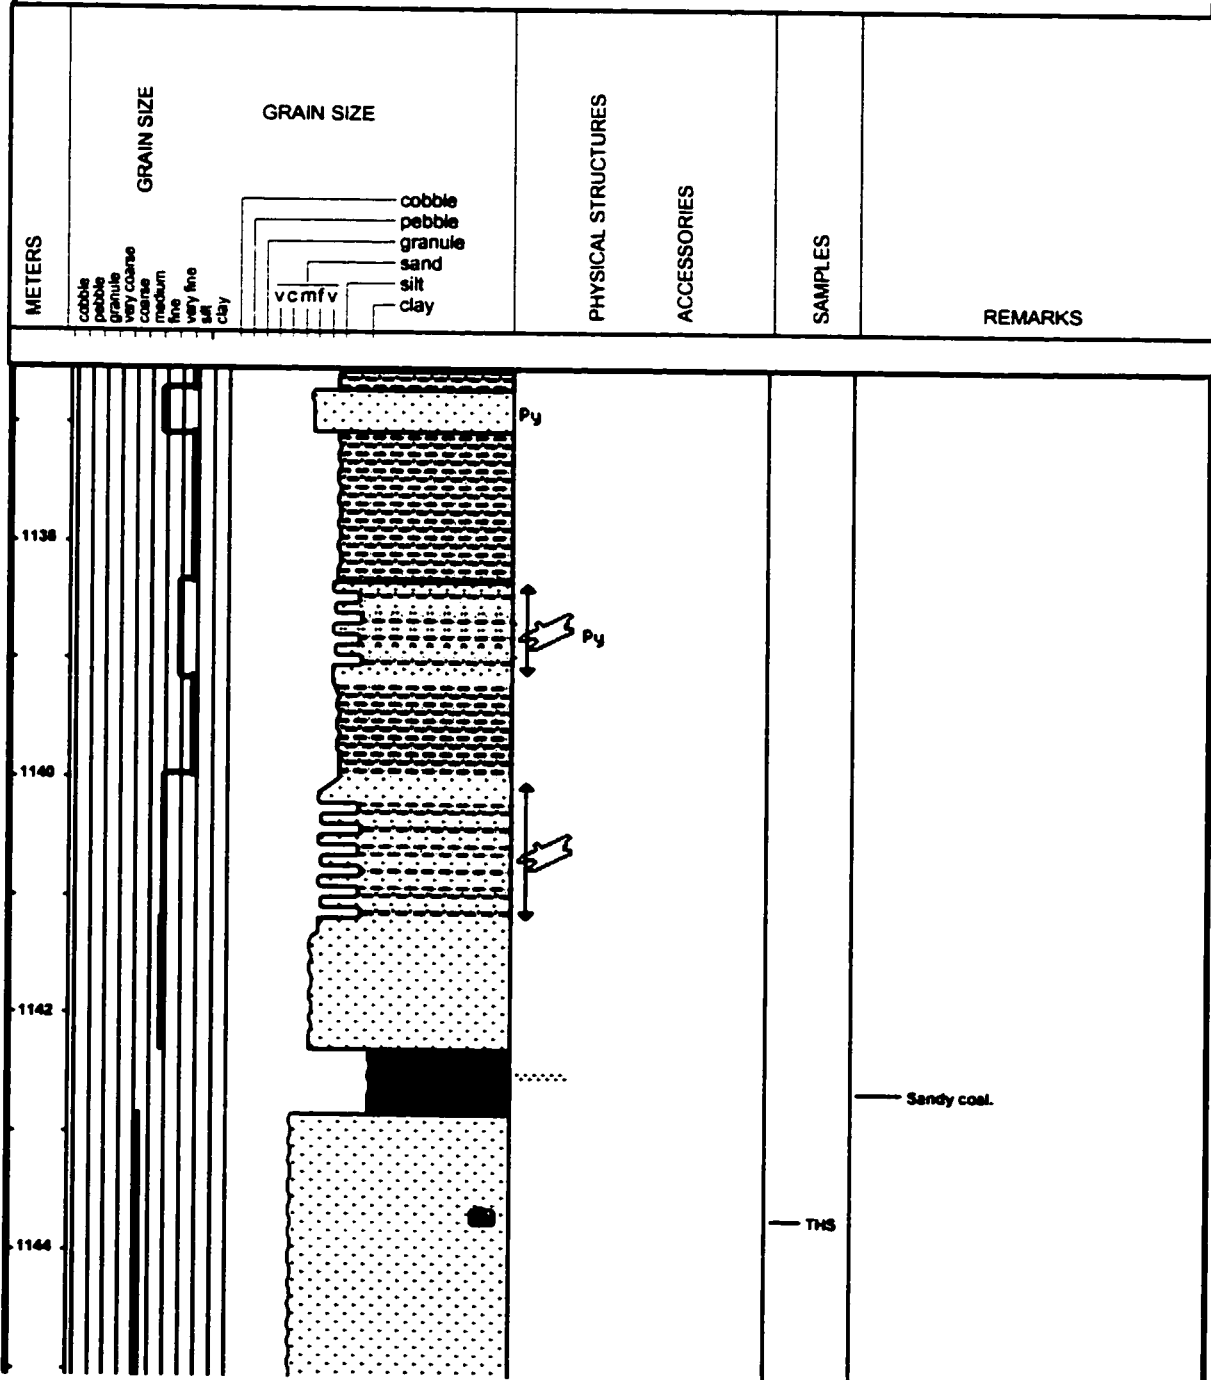 METERS
GRAIN SIZE
cobble
pebble
granule
very coarse
coarse
medium
fine
very fine
silt
clay
GRAIN SIZE
cobble
pebble
granule
sand
silt
clay
v c m f v
PHYSICAL STRUCTURES
ACCESSORIES
SAMPLES
REMARKS
Py
1138
Py
1140
1142
Sandy coal.
THS
1144